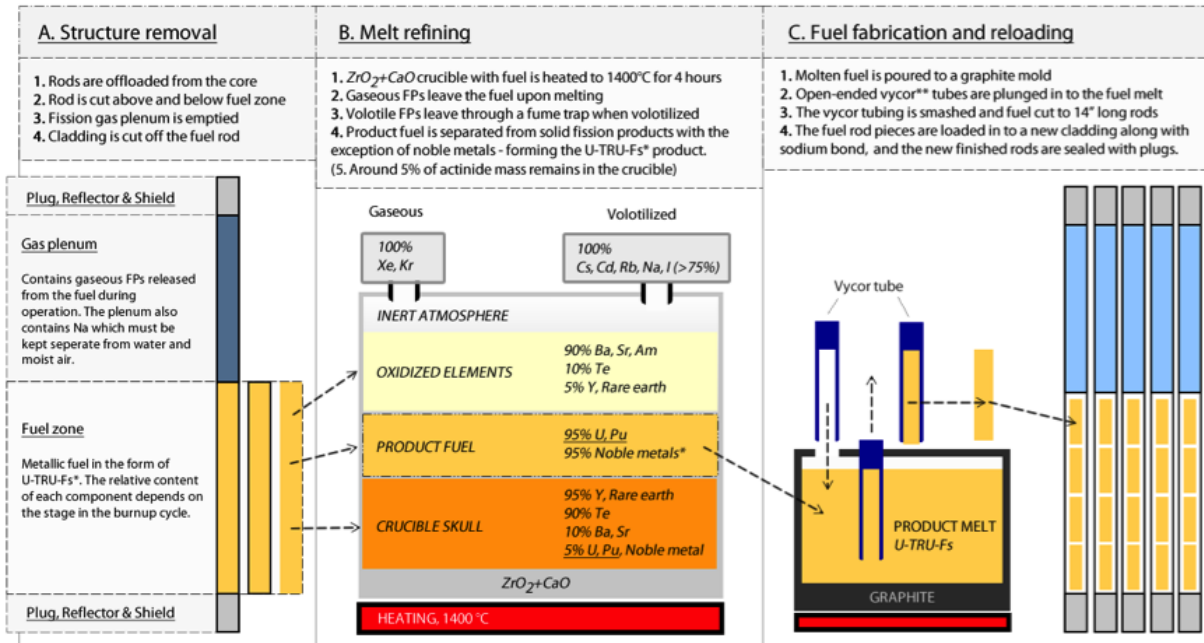 A. Structure removal
1. Rods are offloaded from the core
2. Rod is cut above and below fuel zone
3. Fission gas plenum is emptied
4. Cladding is cut off the fuel rod
Plug, Reflector & Shield
Gas plenum
Contains gaseous FPs released
from the fuel during
operation. The plenum also
contains Na which must be
kept seperate from water and
moist air.
Fuel zone
Metallic fuel in the form of
U-TRU-Fs*. The relative content
of each component depends on
the stage in the burnup cycle.
Plug, Reflector & Shield
B. Melt refining
1. ZrO2+CaO crucible with fuel is heated to 1400°C for 4 hours
2. Gaseous FPs leave the fuel upon melting
3. Volatile FPs leave through a fume trap when volotilized
4. Product fuel is separated from solid fission products with the
exception of noble metals - forming the U-TRU-Fs* product.
(5. Around 5% of actinide mass remains in the crucible)
Gaseous
100%
Xe, Kr
Volotilized
100%
Cs, Cd, Rb, Na, I (>75%)
INERT ATMOSPHERE
OXIDIZED ELEMENTS
90% Ba, Sr, Am
10% Te
5% Y, Rare earth
PRODUCT FUEL
95% U, Pu
95% Noble metals*
CRUCIBLE SKULL
95% Y, Rare earth
90% Te
10% Ba, Sr
5% U, Pu, Noble metal
ZrO2+CaO
HEATING, 1400 °C
C. Fuel fabrication and reloading
1. Molten fuel is poured to a graphite mold
2. Open-ended vycor** tubes are plunged in to the fuel melt
3. The vycor tubing is smashed and fuel cut to 14" long rods
4. The fuel rod pieces are loaded in to a new cladding along with
sodium bond, and the new finished rods are sealed with plugs.
Vycor tube
PRODUCT MELT
U-TRU-Fs
GRAPHITE